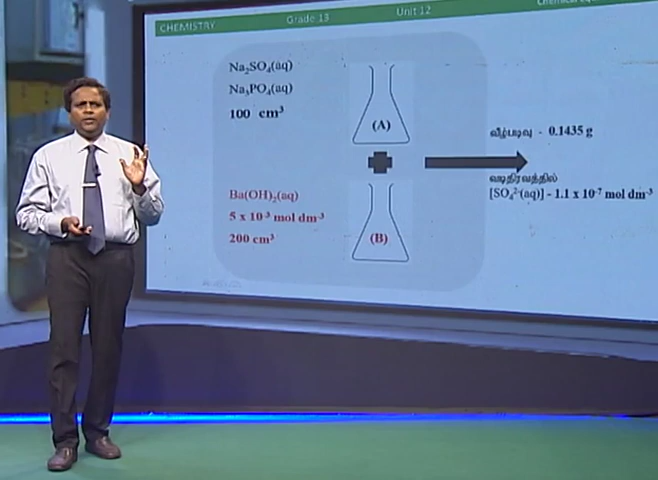 CHEMISTRY Grade 13 Unit 12
Na₂SO₄(aq)
Na₃PO₄(aq)
100 cm³
(A)
Ba(OH)₂(aq)
5 x 10⁻³ mol dm⁻³
200 cm³
(B)
வீழ்படிவு - 0.1435 g
வடிதிரவத்தில்
[SO₄²⁻(aq)] - 1.1 x 10⁻⁷ mol dm⁻³